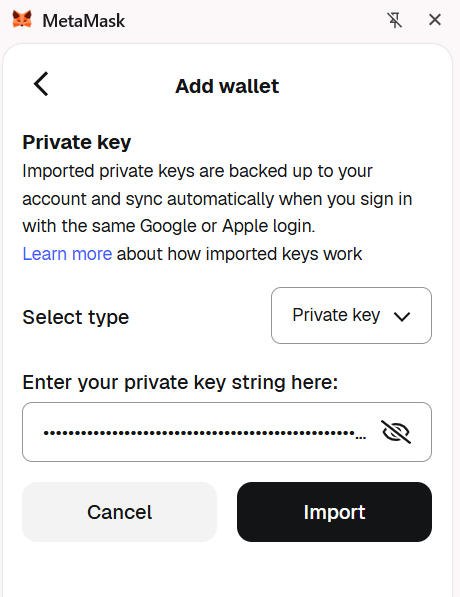 MetaMask
Add wallet
Private key
Imported private keys are backed up to your
account and sync automatically when you sign in
with the same Google or Apple login.
Learn more about how imported keys work
Select type
Private key
Enter your private key string here:
••••••••••••••••••••••••••••••••••••••••••••••••••...
Cancel
Import